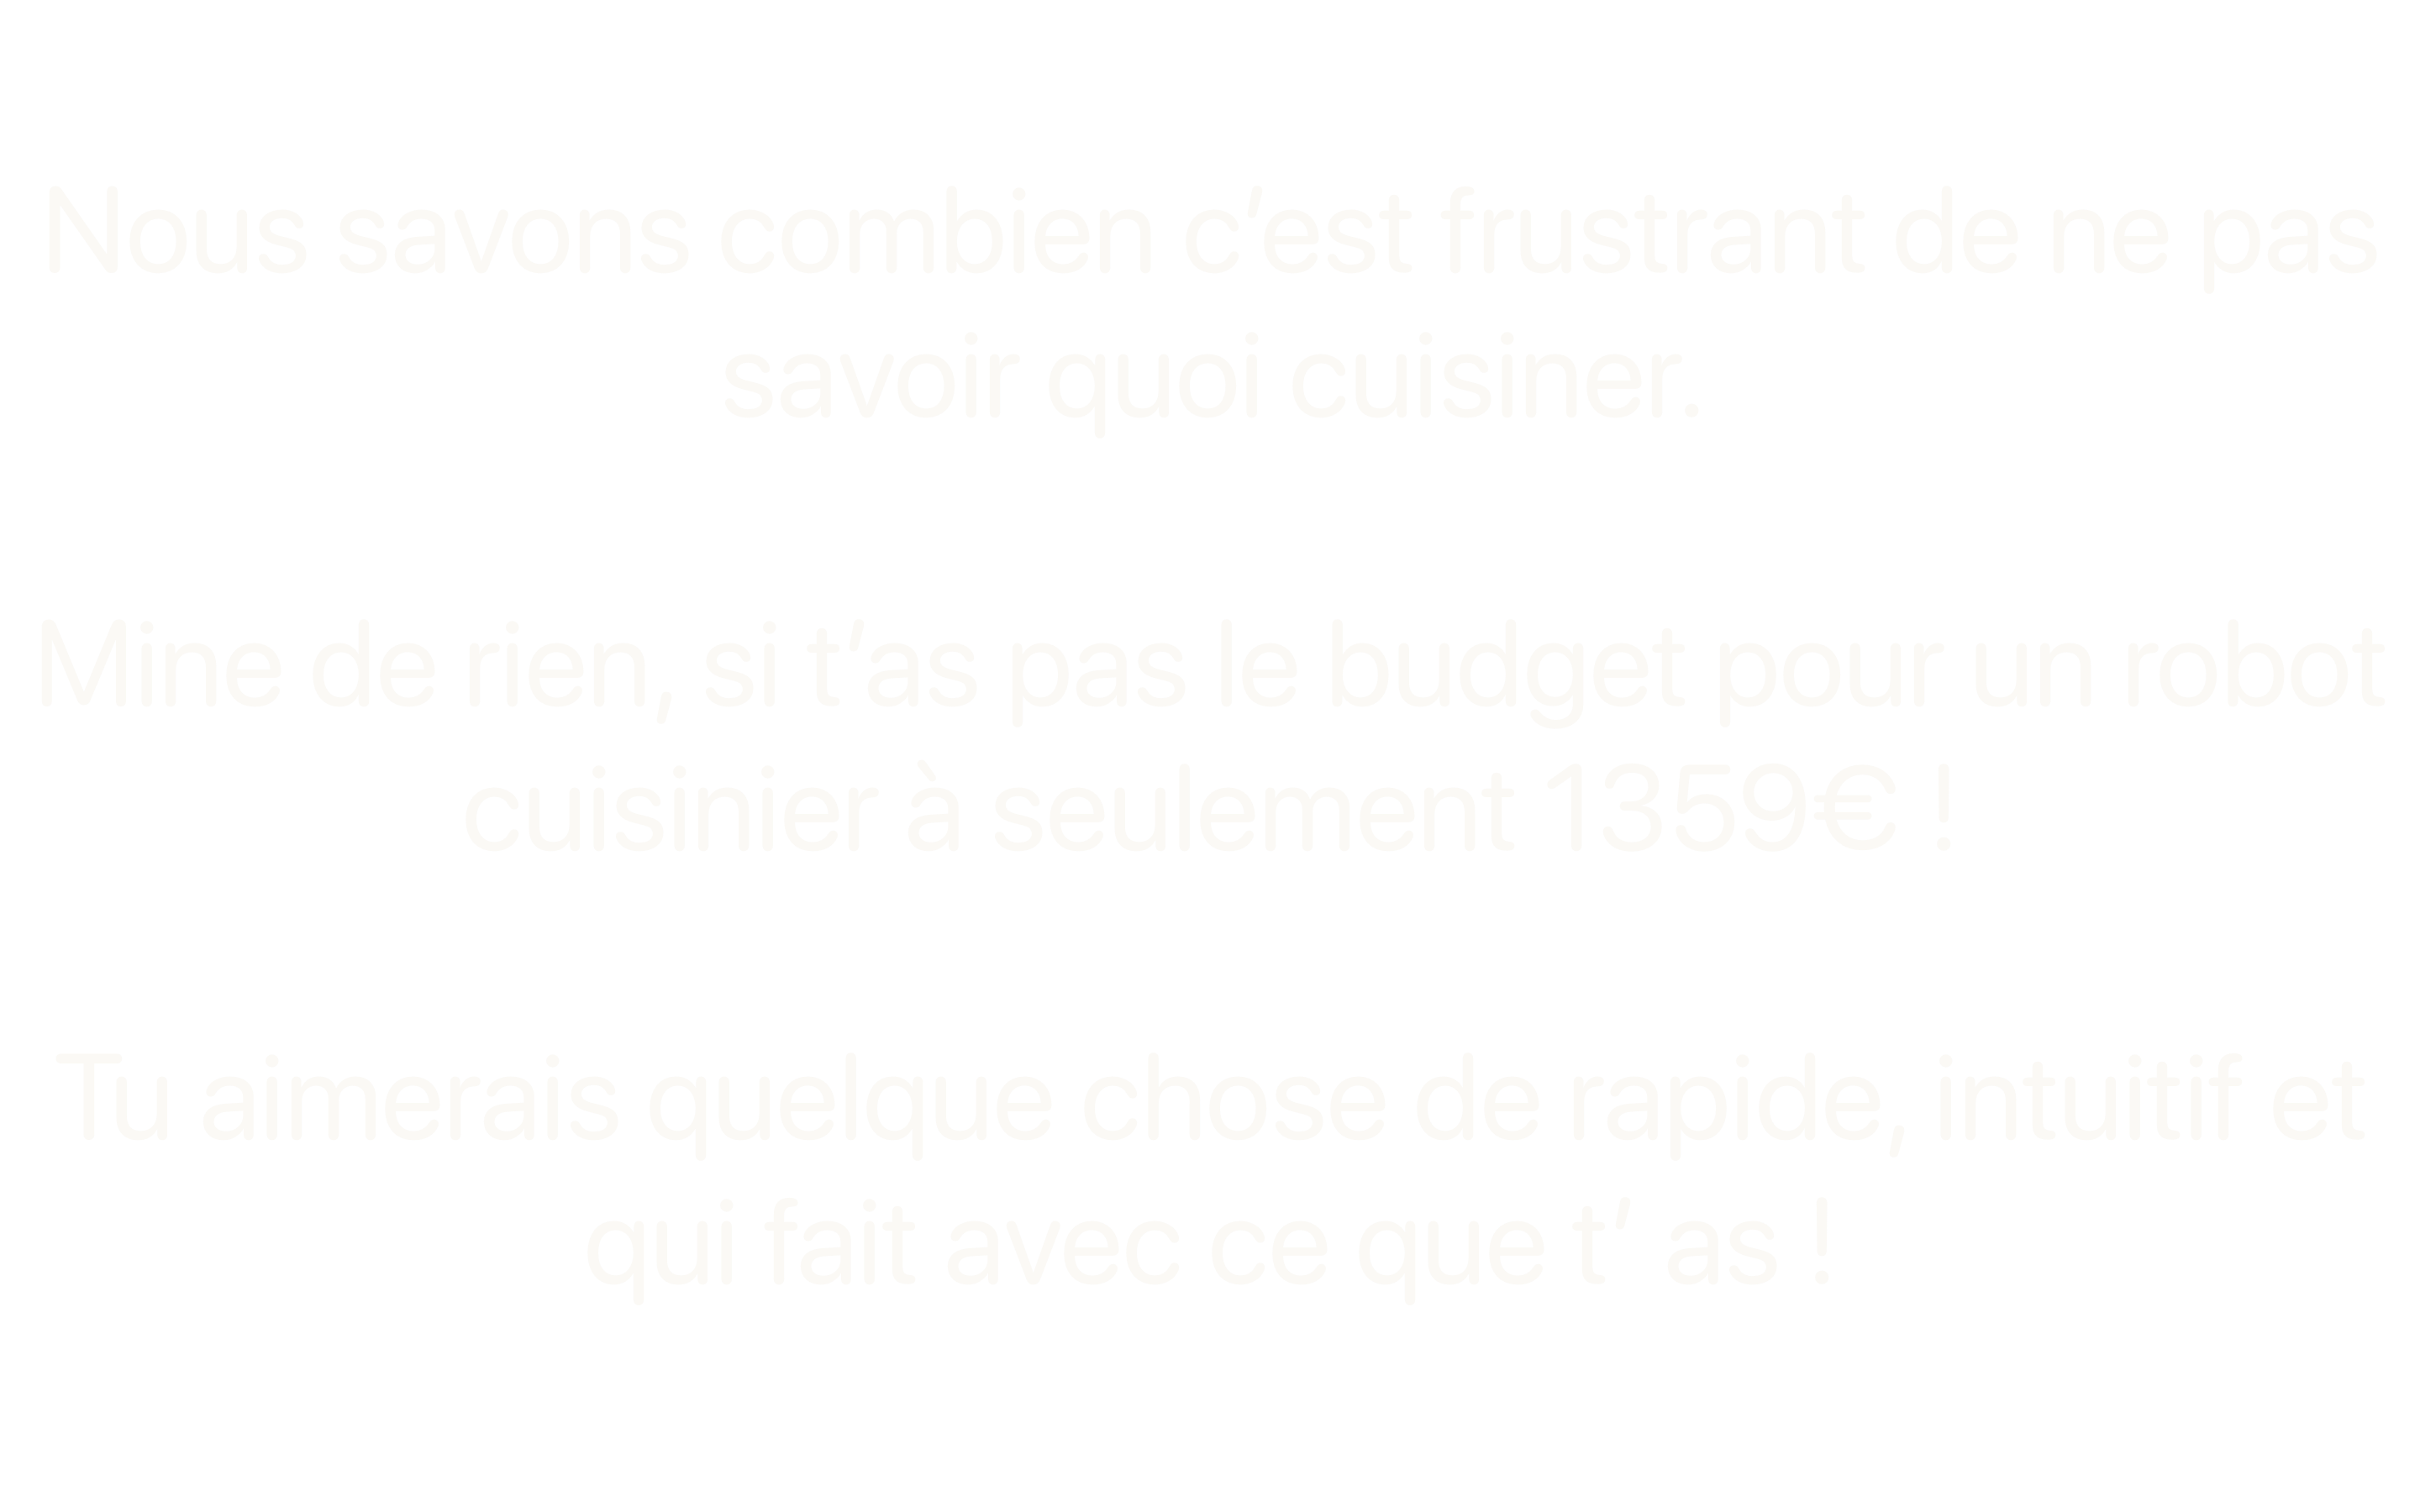 Nous savons combien c’est frustrant de ne pas
savoir quoi cuisiner.
Mine de rien, si t’as pas le budget pour un robot
cuisinier à seulement 1359€ !
Tu aimerais quelque chose de rapide, intuitif et
qui fait avec ce que t’ as !